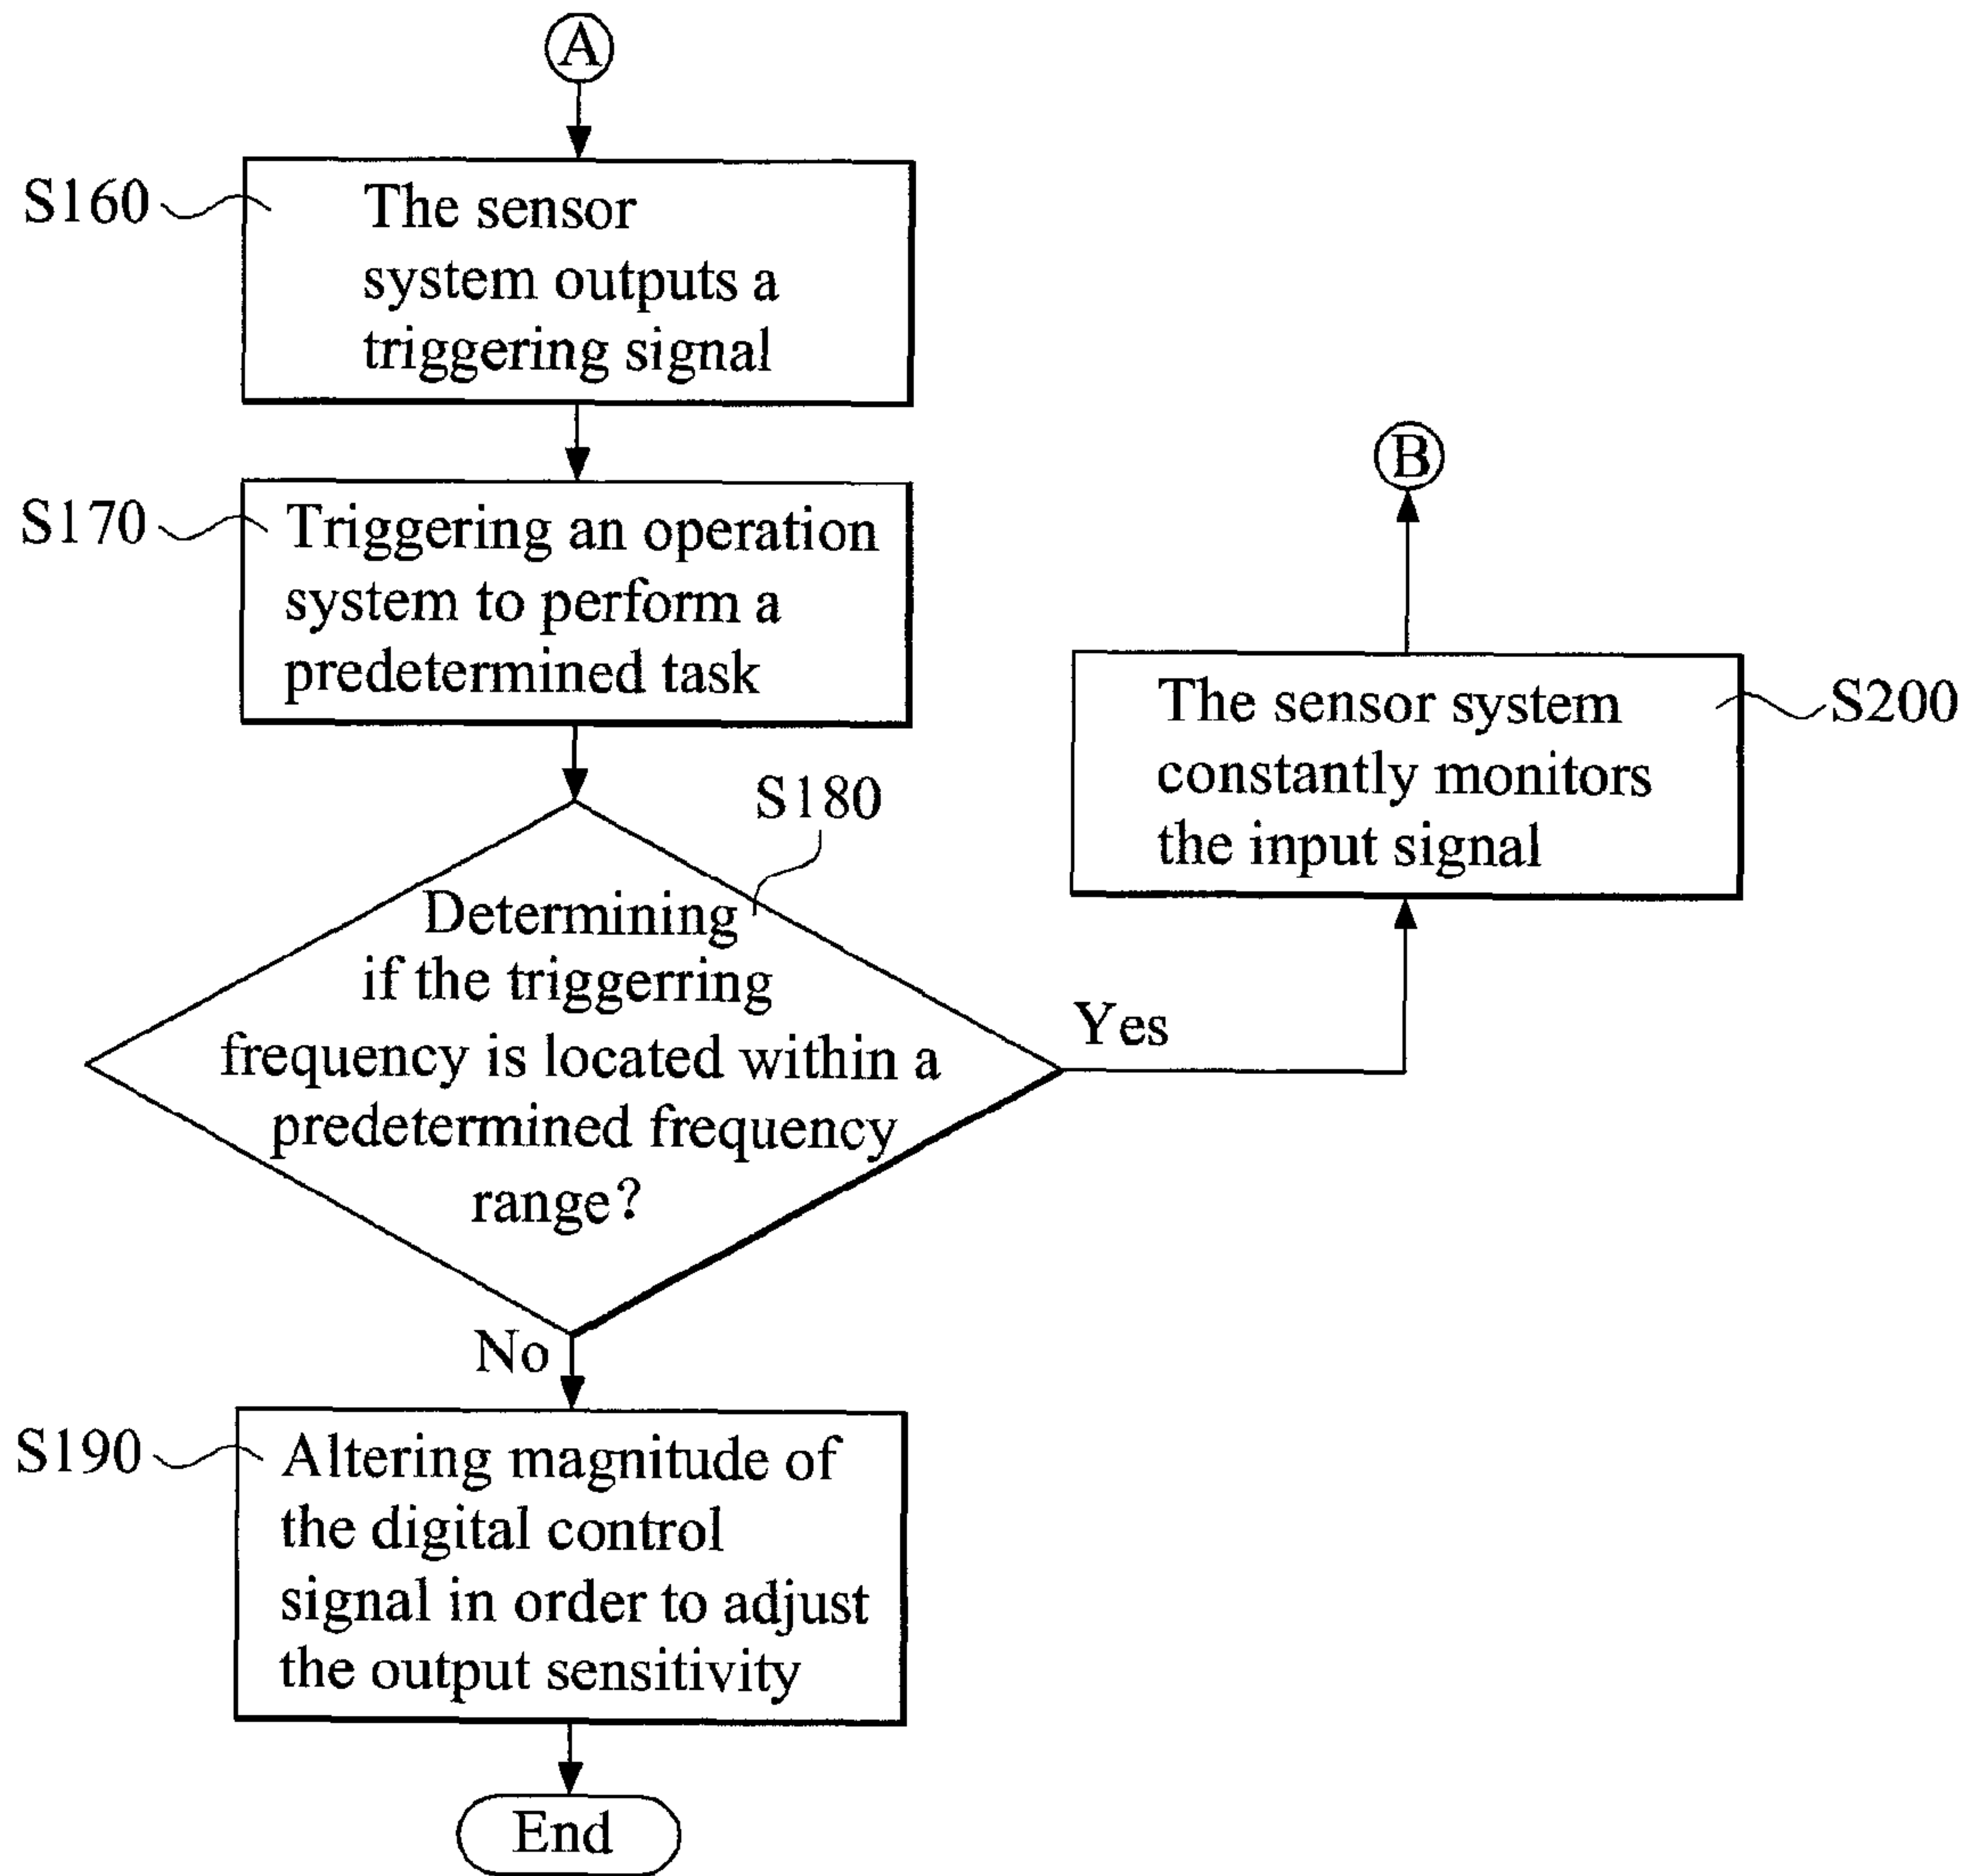 A
S160
The sensor
system outputs a
triggering signal
S170
Triggering an operation
system to perform a
predetermined task
S180
Determining
if the triggerring
frequency is located within a
predetermined frequency
range?
Yes
No
B
The sensor system
constantly monitors
the input signal
S200
S190
Altering magnitude of
the digital control
signal in order to adjust
the output sensitivity
End